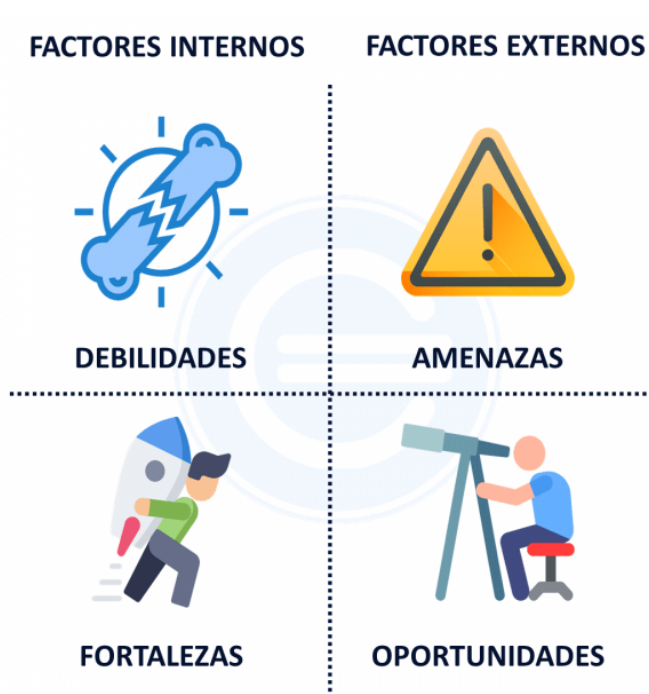 FACTORES INTERNOS
FACTORES EXTERNOS
DEBILIDADES
AMENAZAS
FORTALEZAS
OPORTUNIDADES